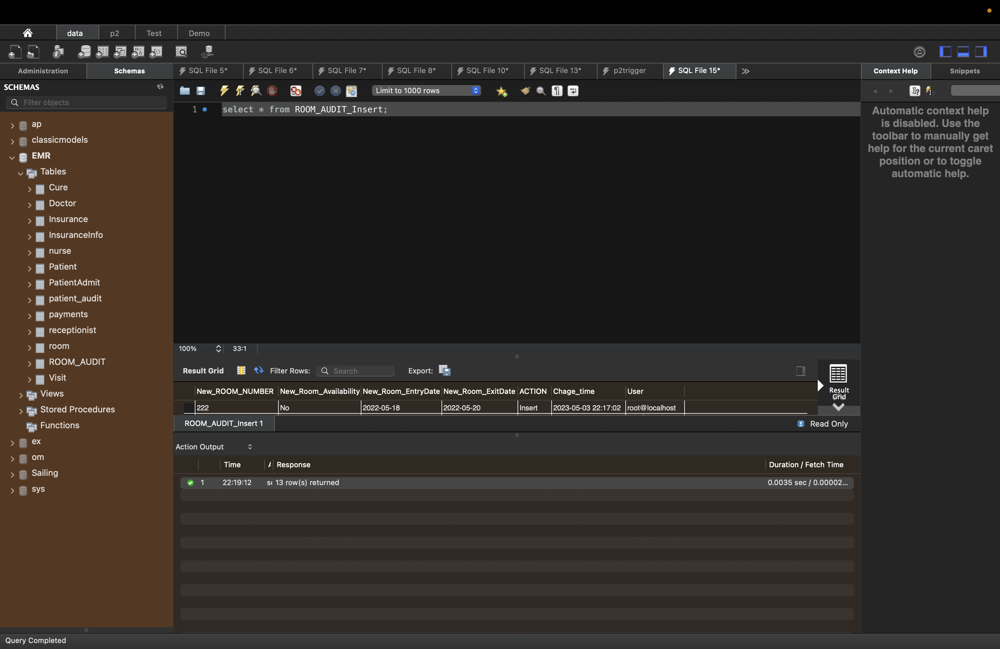 data p2 Test Demo
Administration Schemas SQL File 5* SQL File 6* SQL File 7* SQL File 8* SQL File 10* SQL File 13* p2trigger SQL File 15* Context Help Snippets
SCHEMAS
Limit to 1000 rows
Filter objects
1 select * from ROOM_AUDIT_Insert;
Automatic context help
is disabled. Use the
toolbar to manually get
help for the current caret
position or to toggle
automatic help.
ap
classicmodels
EMR
Tables
Cure
Doctor
Insurance
InsuranceInfo
nurse
Patient
PatientAdmit
patient_audit
payments
receptionist
room
ROOM_AUDIT
Visit
Views
Stored Procedures
Functions
ex
om
Sailing
sys
100% 33:1
Result Grid Filter Rows: Search Export:
New_ROOM_NUMBER New_Room_Availability New_Room_EntryDate New_Room_ExitDate ACTION Chage_time User
222 No 2022-05-18 2022-05-20 Insert 2023-05-03 22:17:02 root@localhost
Result
Grid
ROOM_AUDIT_Insert 1 Read Only
Action Output
Time Response Duration / Fetch Time
1 22:19:12 13 row(s) returned 0.0035 sec / 0.00002...
Query Completed